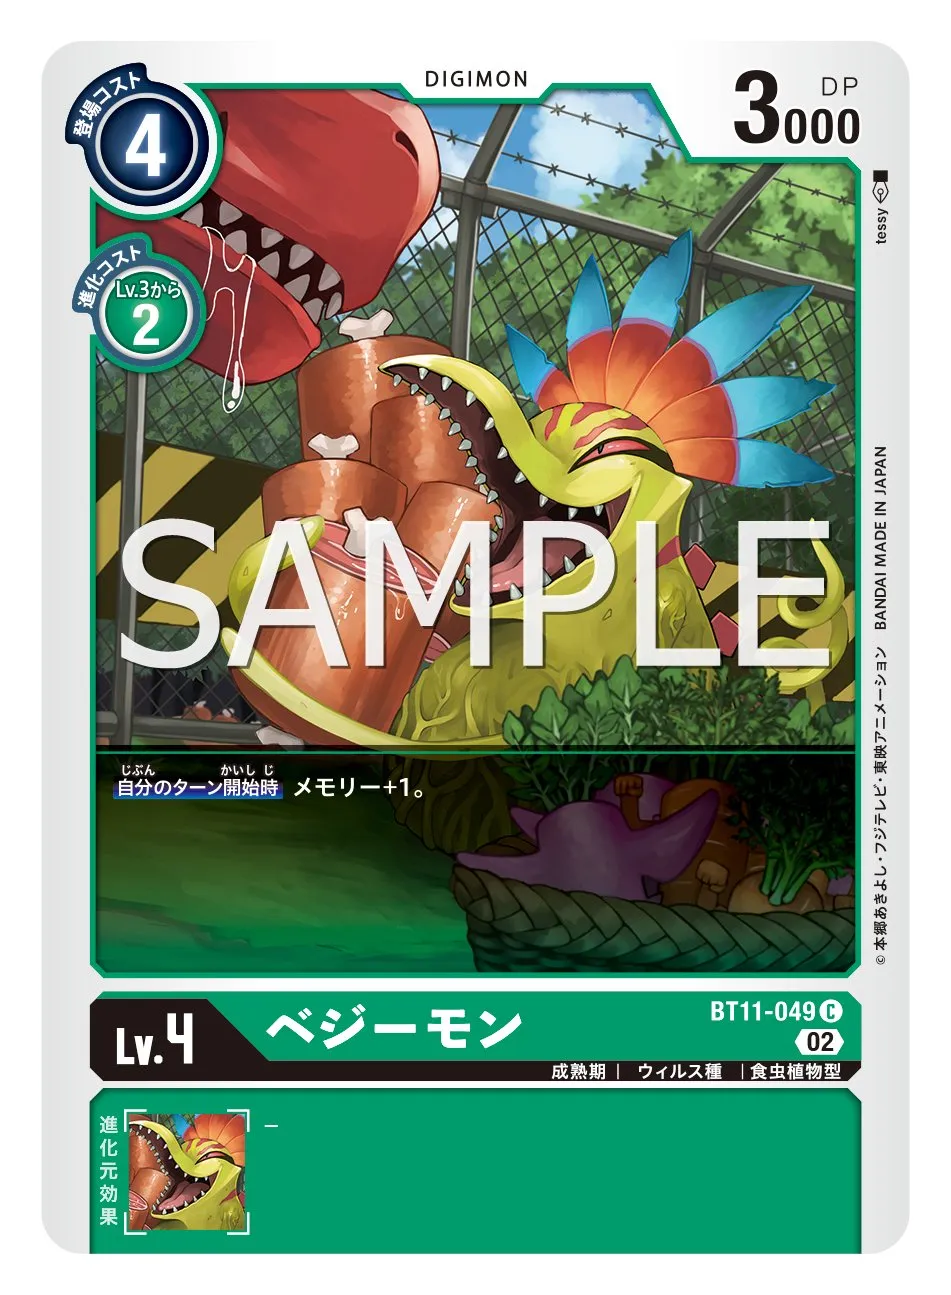 DIGIMON
登場コスト
4
3000
DP
進化コスト
Lv.3から
2
tessy
SAMPLE
BANDAI MADE IN JAPAN
©本郷あきよし・フジテレビ・東映アニメーション
じぶん かいし じ
自分のターン開始時 メモリー+1。
Lv.4
ベジーモン
BT11-049 C
02
成熟期 | ウィルス種 | 食虫植物型
進化元効果
―